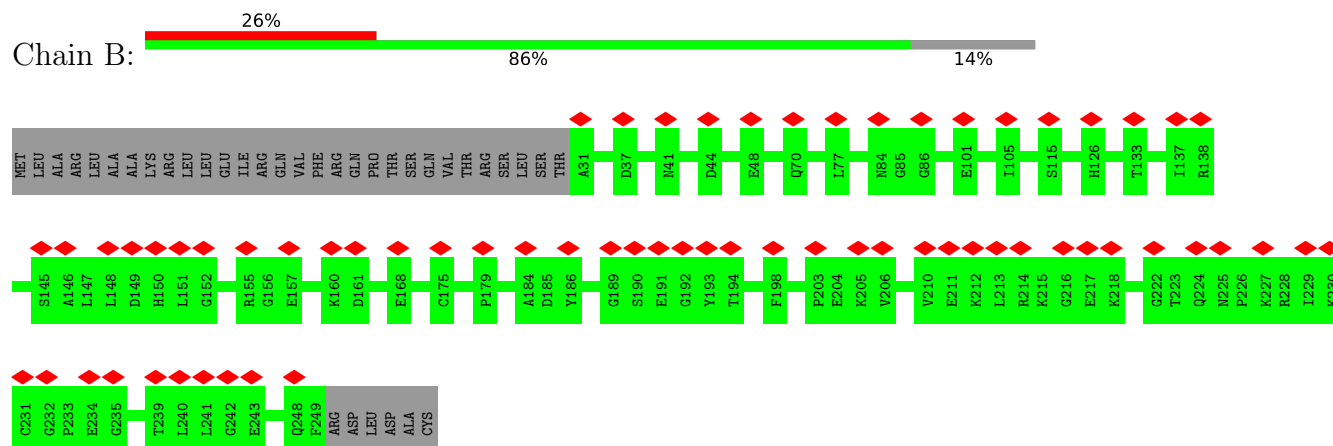 26%
Chain B:
86% 14%
MET LEU ALA ARG LEU ALA ALA LYS ARG LEU LEU GLU ILE ARG GLN VAL PHE ARG GLN PRO THR SER GLN VAL THR ARG SER LEU SER THR A31 D37 N41 D44 E48 Q70 L77 N84 G85 G86 E101 I105 S115 H126 T133 I137 R138
S145 A146 L147 L148 D149 H150 L151 G152 R155 G156 E157 K160 D161 E168 C175 P179 A184 D185 Y186 G189 S190 E191 G192 Y193 T194 F198 P203 E204 K205 V206 V210 E211 K212 L213 R214 K215 G216 E217 K218 G222 T223 Q224 N225 P226 K227 R228 I229 K230
C231 G232 P233 E234 G235 T239 L240 L241 G242 E243 Q248 F249 ARG ASP LEU ASP ALA CYS